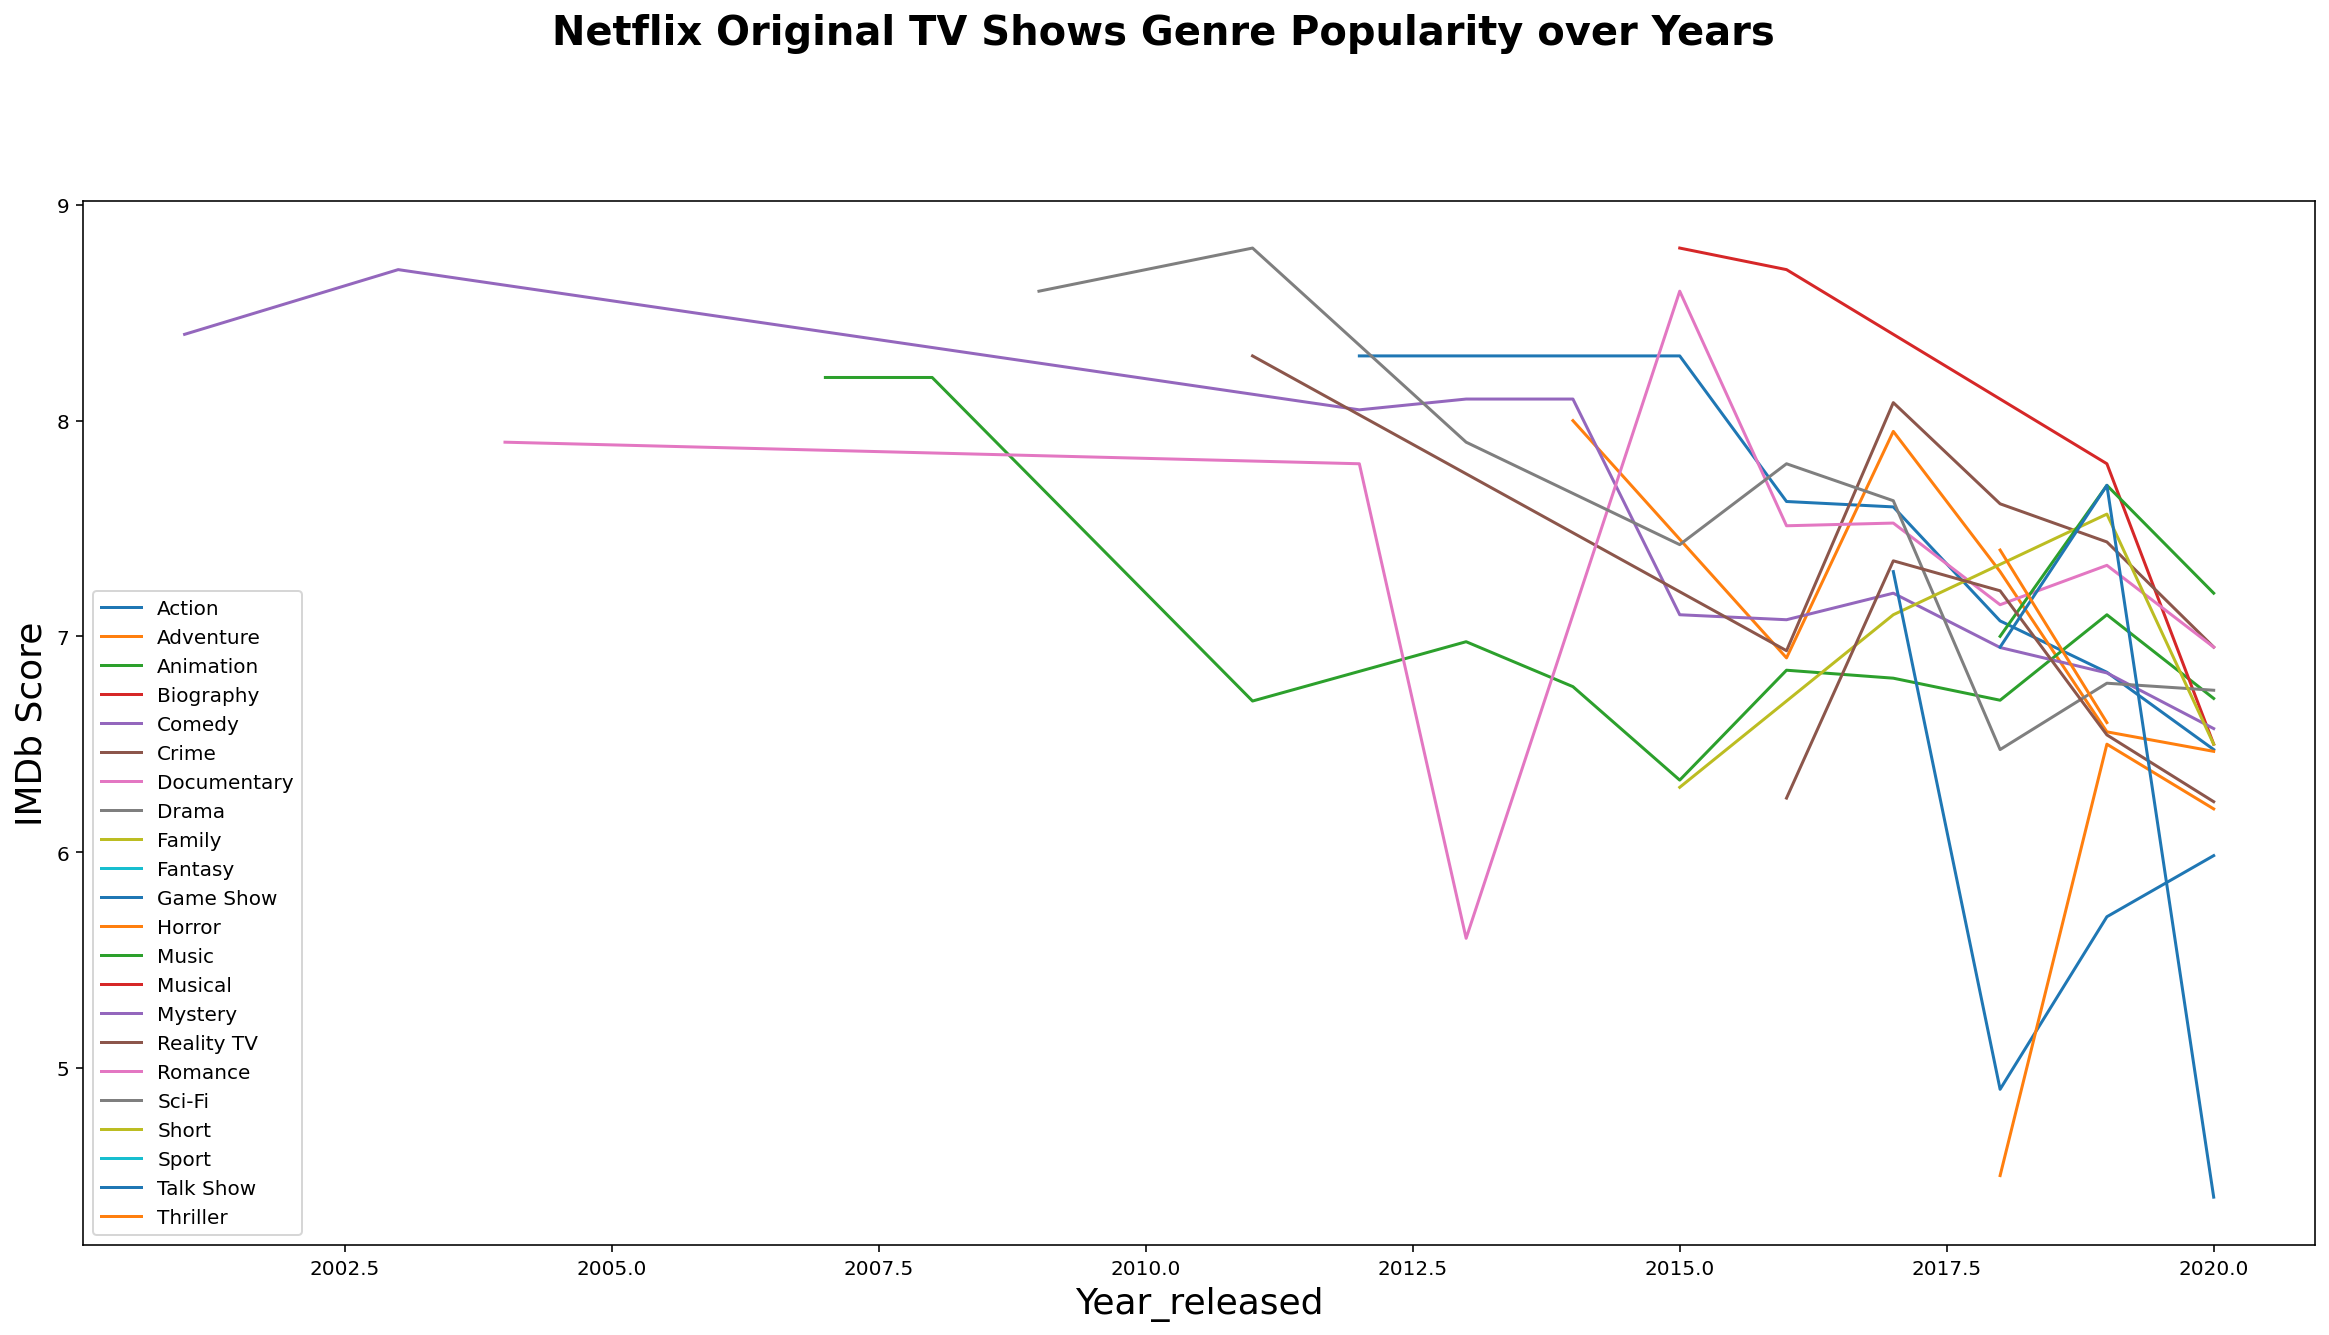 Netflix Original TV Shows Genre Popularity over Years
9
8
7
6
5
IMDb Score
Action
Adventure
Animation
Biography
Comedy
Crime
Documentary
Drama
Family
Fantasy
Game Show
Horror
Music
Musical
Mystery
Reality TV
Romance
Sci-Fi
Short
Sport
Talk Show
Thriller
2002.5 2005.0 2007.5 2010.0 2012.5 2015.0 2017.5 2020.0
Year_released